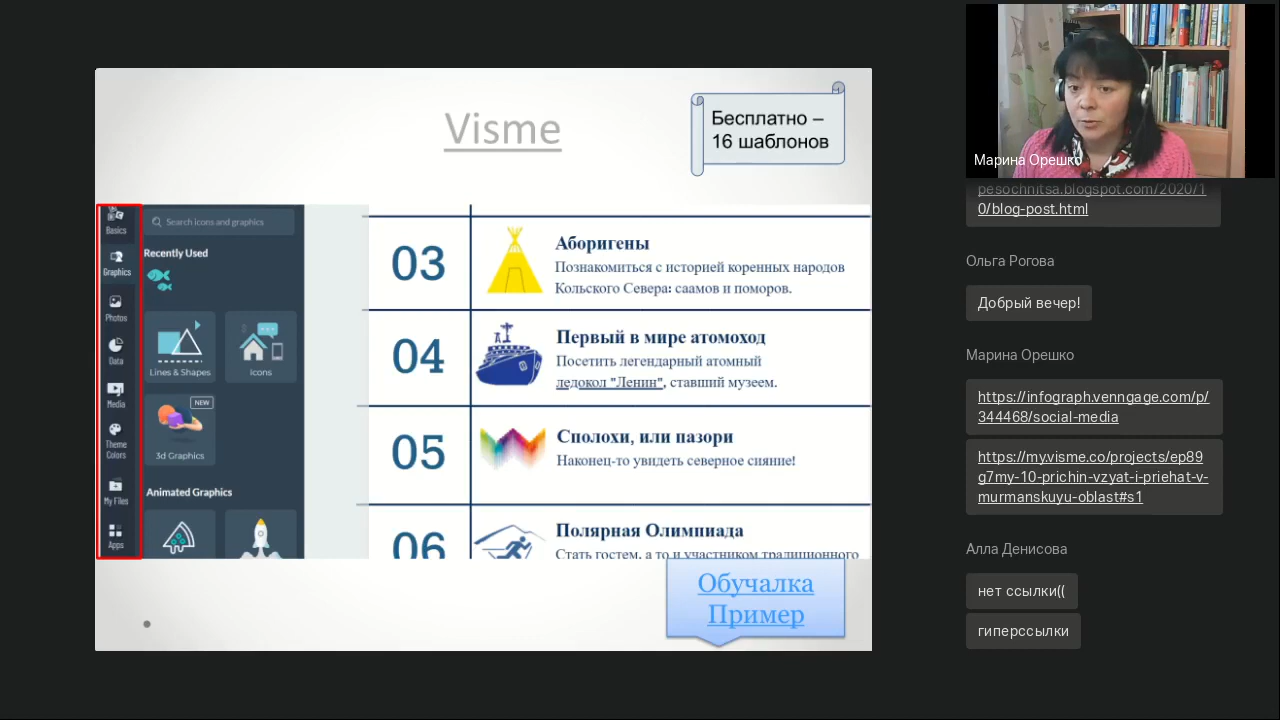 Visme
Бесплатно –
16 шаблонов
Basics
Graphics
Photos
Data
Media
Theme
Colors
My Files
Apps
Search icons and graphics
Recently Used
Lines & Shapes
Icons
NEW
3d Graphics
Animated Graphics
03
Аборигены
Познакомиться с историей коренных народов
Кольского Севера: саамов и поморов.
04
Первый в мире атомоход
Посетить легендарный атомный
ледокол "Ленин", ставший музеем.
05
Сполохи, или пазори
Наконец-то увидеть северное сияние!
06
Полярная Олимпиада
Стать гостем, а то и участником традиционного
Обучалка
Пример
Марина Орешко
pesochnitsa.blogspot.com/2020/1
0/blog-post.html
Ольга Рогова
Добрый вечер!
Марина Орешко
https://infograph.venngage.com/p/
344468/social-media
https://my.visme.co/projects/ep89
g7my-10-prichin-vzyat-i-priehat-v-
murmanskuyu-oblast#s1
Алла Денисова
нет ссылки((
гиперссылки